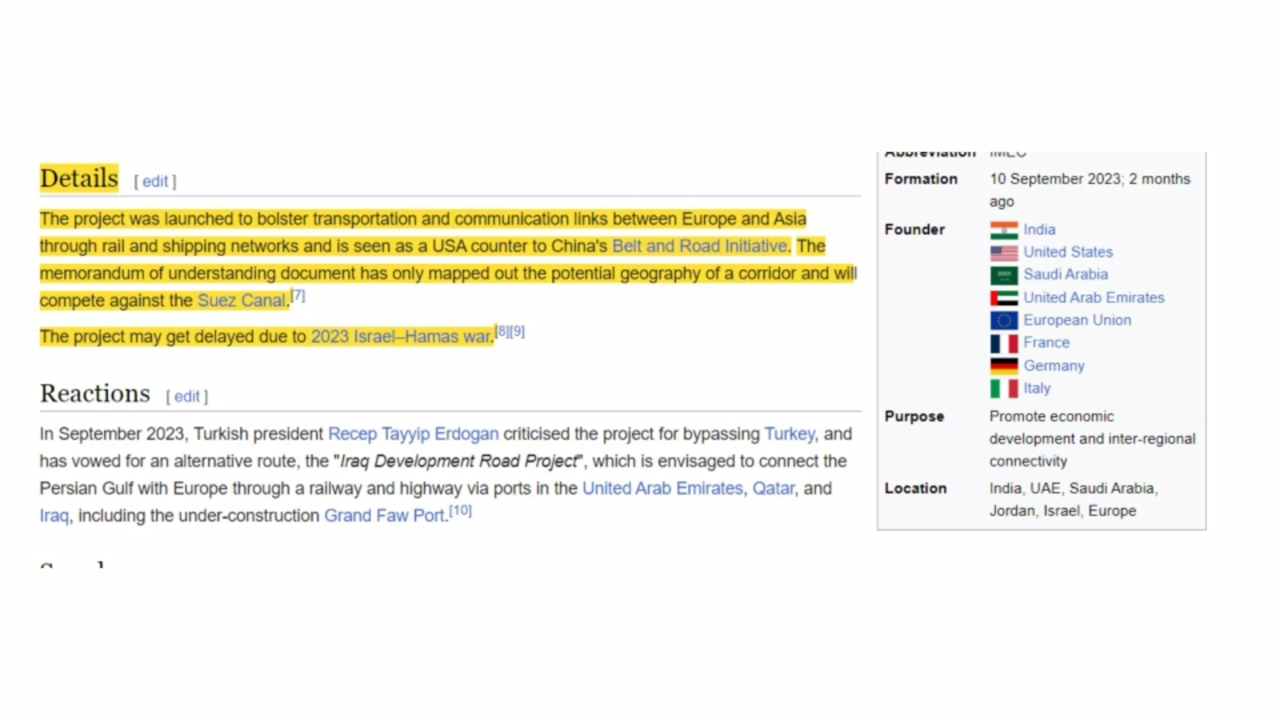 Details [ edit ]
The project was launched to bolster transportation and communication links between Europe and Asia
through rail and shipping networks and is seen as a USA counter to China's Belt and Road Initiative. The
memorandum of understanding document has only mapped out the potential geography of a corridor and will
compete against the Suez Canal.[7]
The project may get delayed due to 2023 Israel–Hamas war.[8][9]
Reactions [ edit ]
In September 2023, Turkish president Recep Tayyip Erdogan criticised the project for bypassing Turkey, and
has vowed for an alternative route, the "Iraq Development Road Project", which is envisaged to connect the
Persian Gulf with Europe through a railway and highway via ports in the United Arab Emirates, Qatar, and
Iraq, including the under-construction Grand Faw Port.[10]
Abbreviation IMEC
Formation 10 September 2023; 2 months
ago
Founder India
United States
Saudi Arabia
United Arab Emirates
European Union
France
Germany
Italy
Purpose Promote economic
development and inter-regional
connectivity
Location India, UAE, Saudi Arabia,
Jordan, Israel, Europe